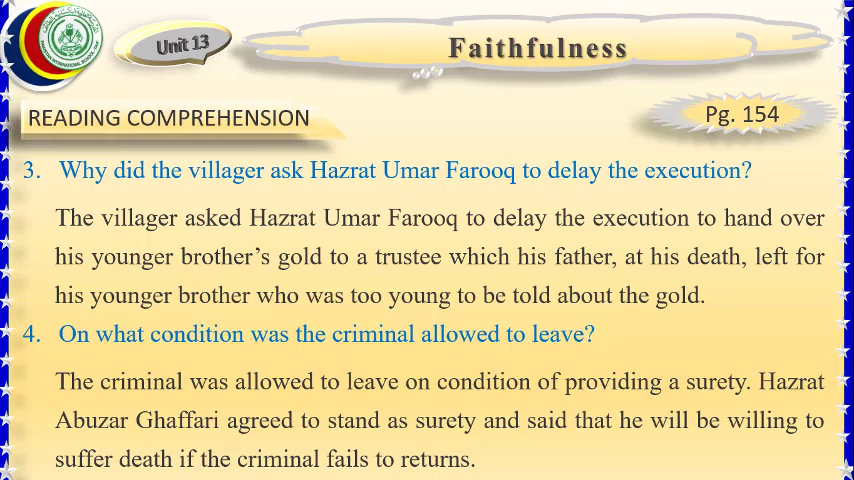 Unit 13
Faithfulness
READING COMPREHENSION
Pg. 154
3. Why did the villager ask Hazrat Umar Farooq to delay the execution?
The villager asked Hazrat Umar Farooq to delay the execution to hand over
his younger brother’s gold to a trustee which his father, at his death, left for
his younger brother who was too young to be told about the gold.
4. On what condition was the criminal allowed to leave?
The criminal was allowed to leave on condition of providing a surety. Hazrat
Abuzar Ghaffari agreed to stand as surety and said that he will be willing to
suffer death if the criminal fails to returns.